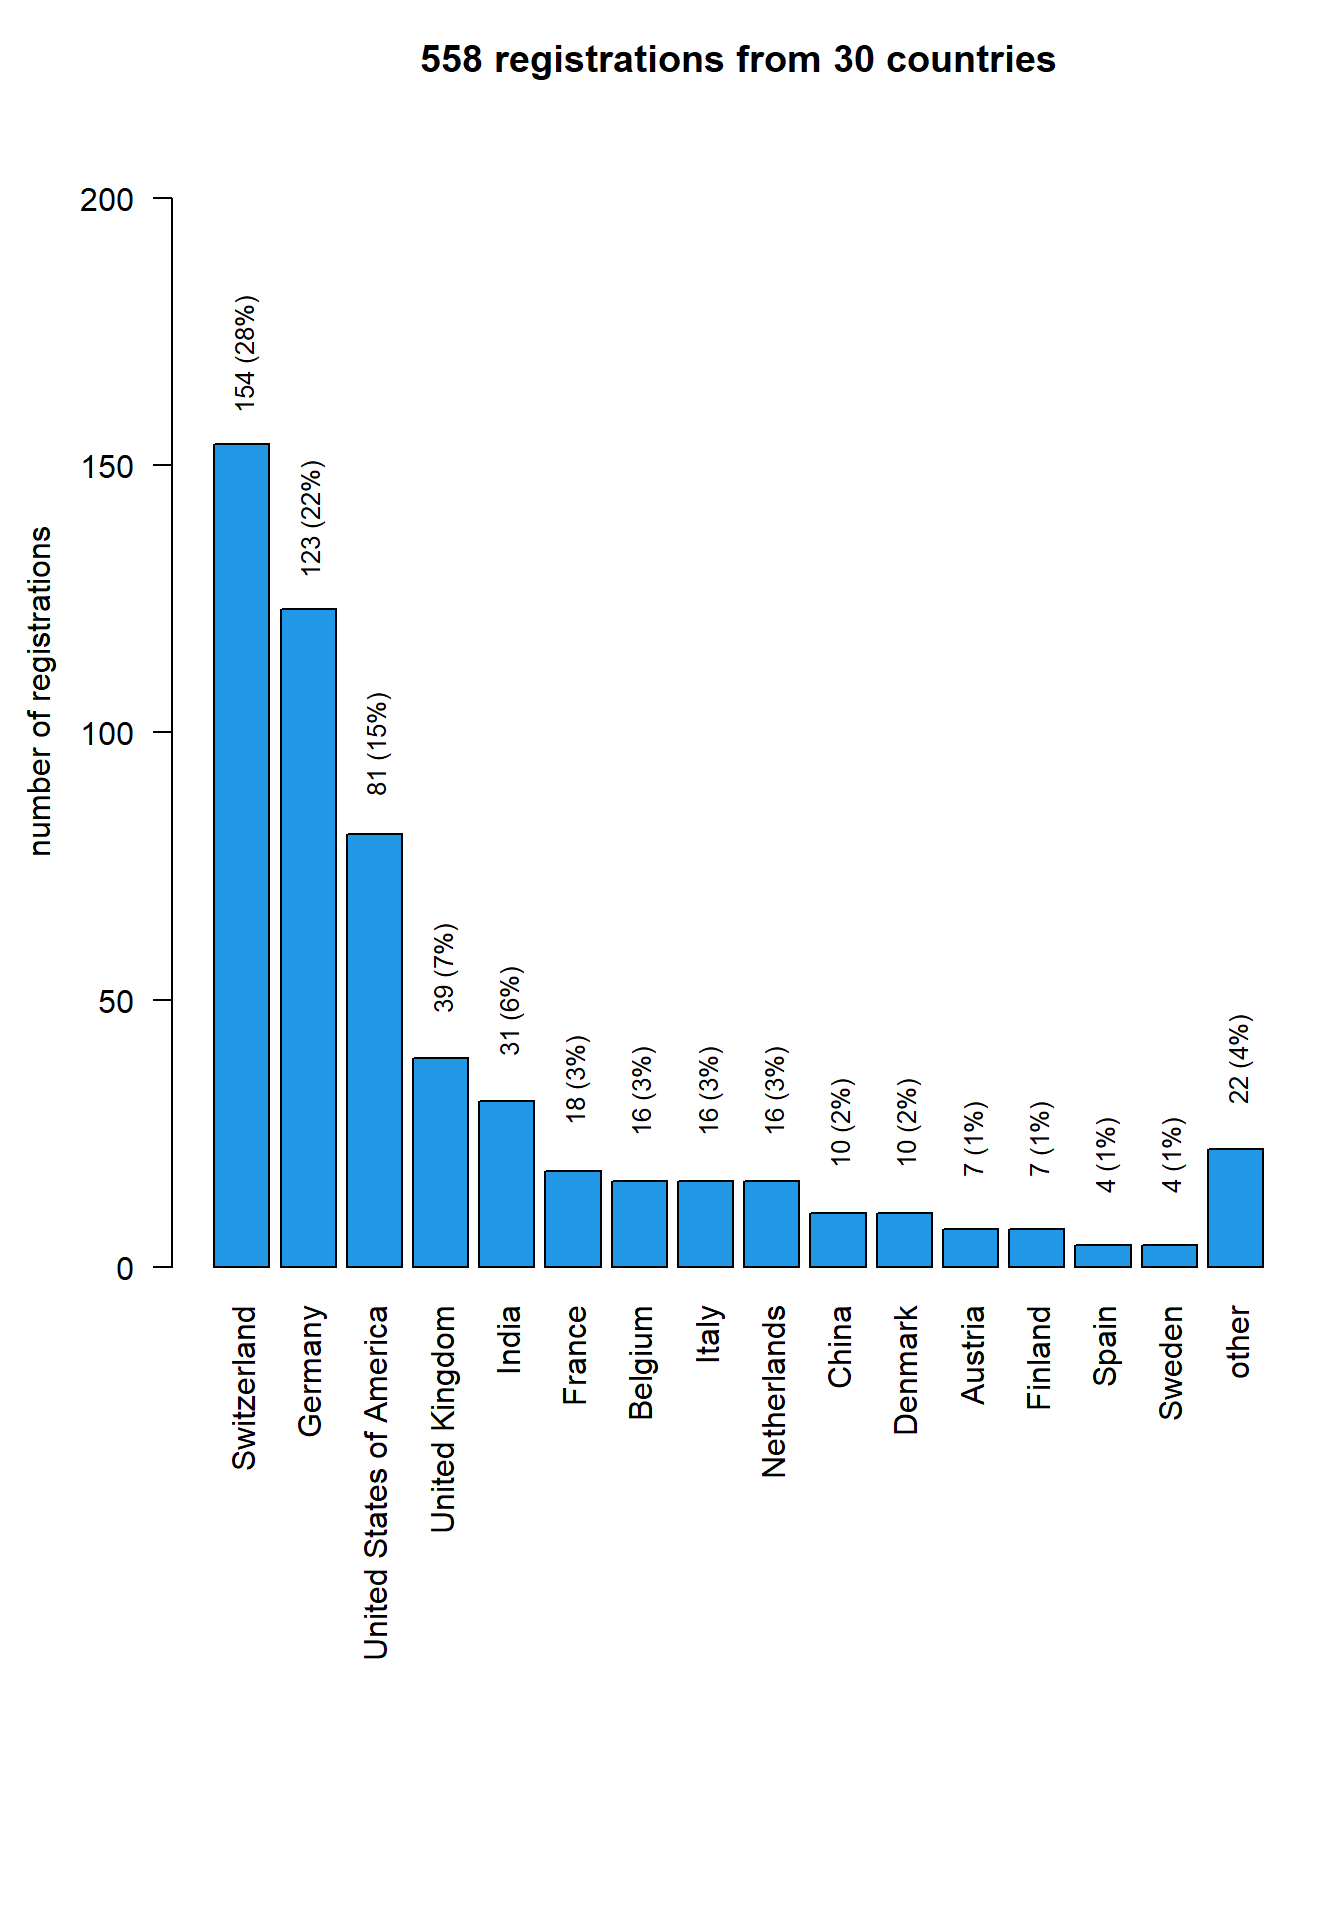 558 registrations from 30 countries
number of registrations
200
150
100
50
0
154 (28%)
123 (22%)
81 (15%)
39 (7%)
31 (6%)
18 (3%)
16 (3%)
16 (3%)
16 (3%)
10 (2%)
10 (2%)
7 (1%)
7 (1%)
4 (1%)
4 (1%)
22 (4%)
Switzerland
Germany
United States of America
United Kingdom
India
France
Belgium
Italy
Netherlands
China
Denmark
Austria
Finland
Spain
Sweden
other